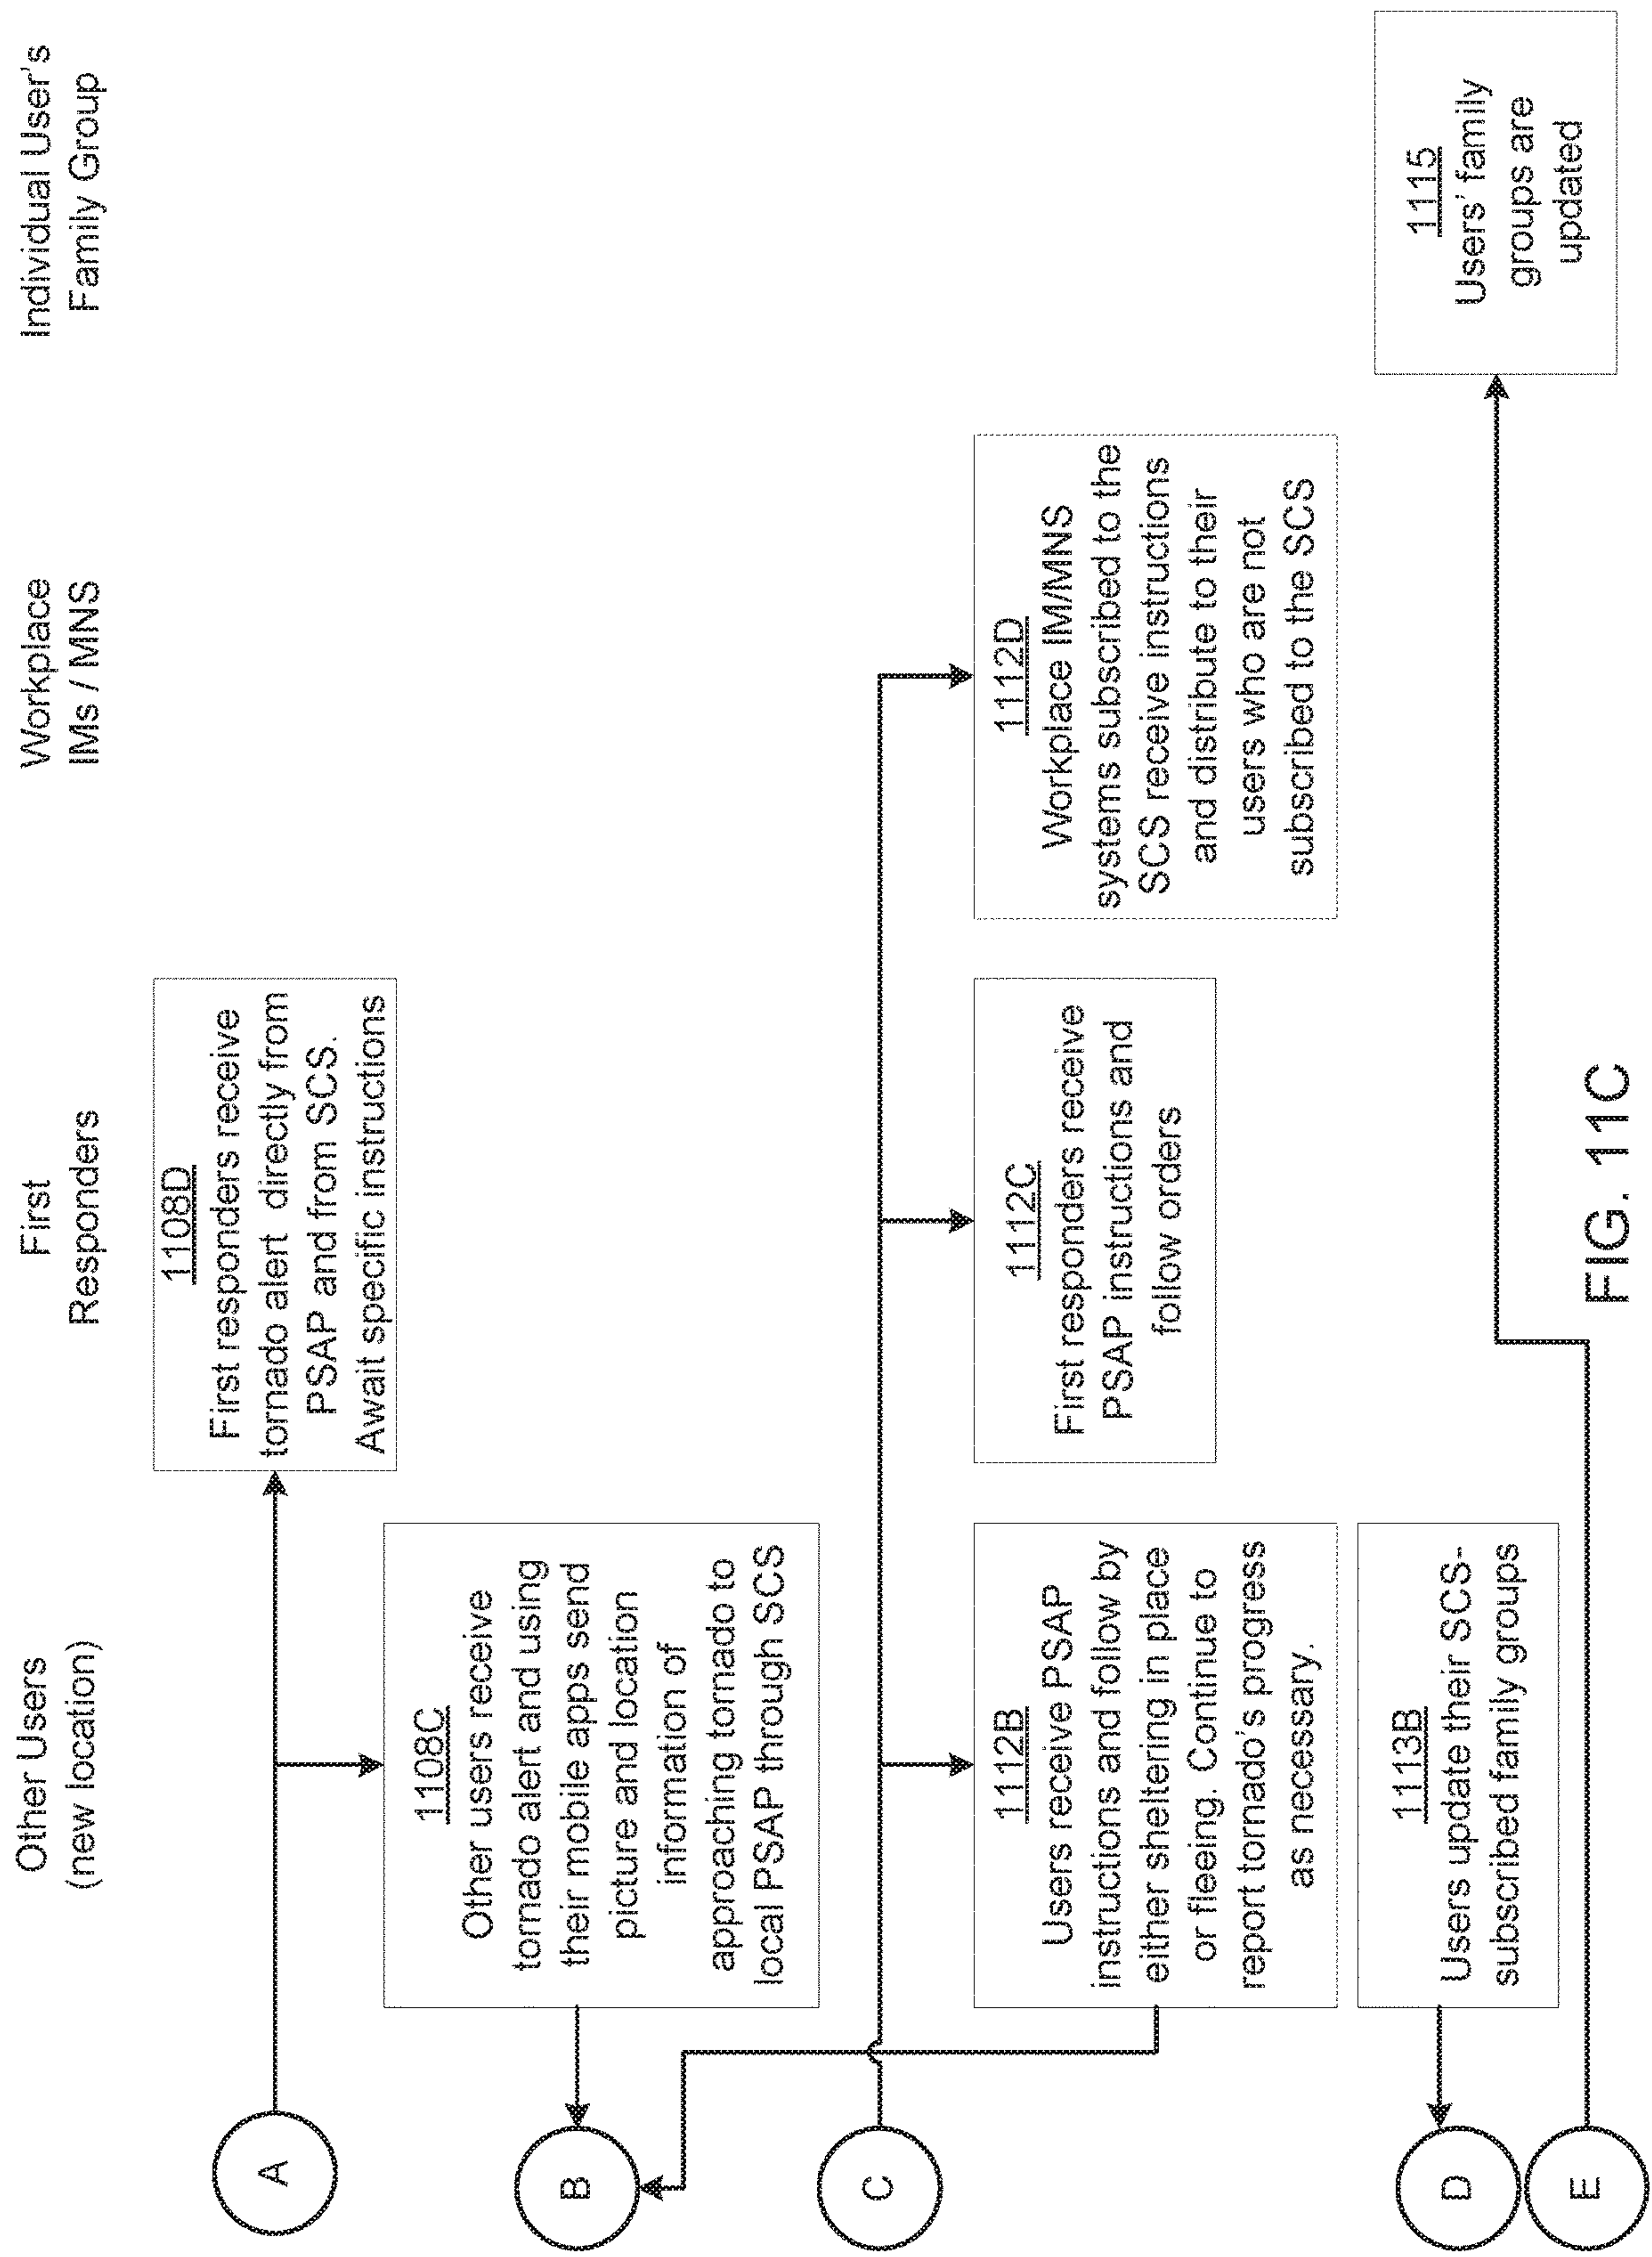 Other Users
(new location)
First
Responders
Workplace
IMs / MNS
Individual User's
Family Group
A
1108D
First responders receive
tornado alert directly from
PSAP and from SCS.
Await specific instructions
1108C
Other users receive
tornado alert and using
their mobile apps send
picture and location
information of
approaching tornado to
local PSAP through SCS
B
C
1112B
Users receive PSAP
instructions and follow by
either sheltering in place
or fleeing. Continue to
report tornado's progress
as necessary.
1112C
First responders receive
PSAP instructions and
follow orders
1112D
Workplace IM/MNS
systems subscribed to the
SCS receive instructions
and distribute to their
users who are not
subscribed to the SCS
1113B
Users update their SCS-
subscribed family groups
D
E
1115
Users' family
groups are
updated
FIG. 11C